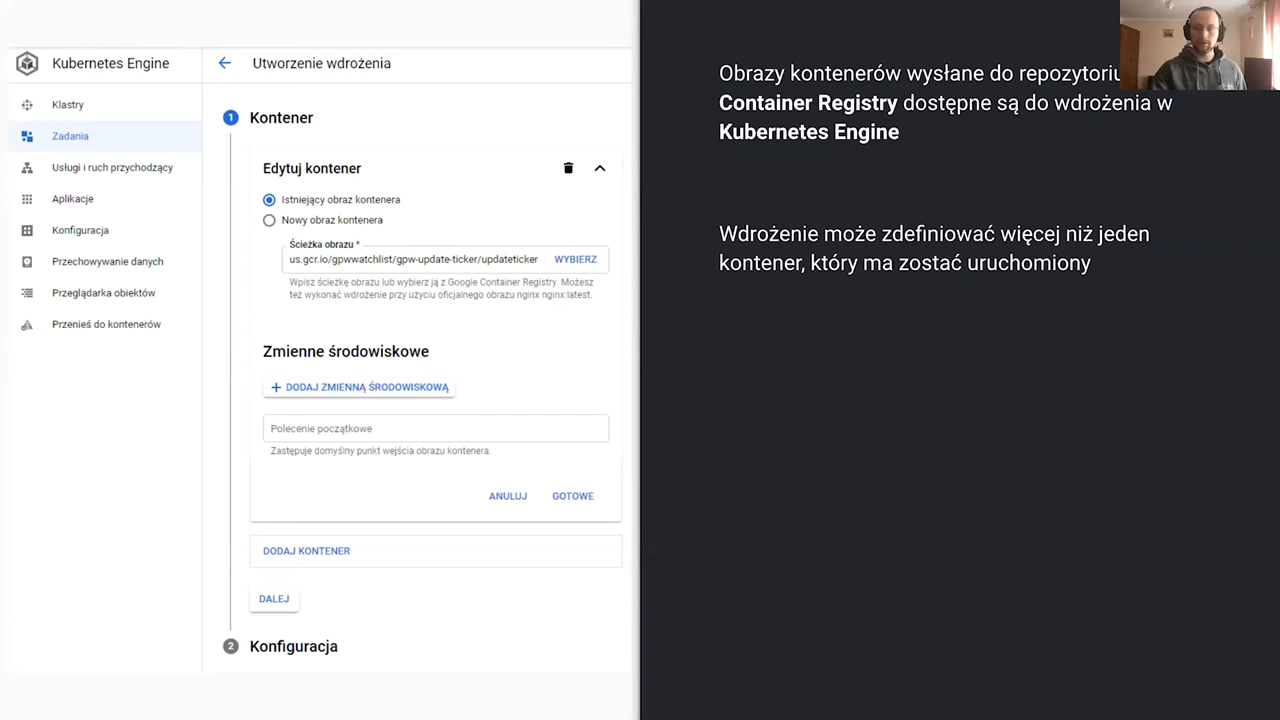 Kubernetes Engine
Klastry
Zadania
Usługi i ruch przychodzący
Aplikacje
Konfiguracja
Przechowywanie danych
Przeglądarka obiektów
Przenieś do kontenerów
Utworzenie wdrożenia
1 Kontener
Edytuj kontener
Istniejący obraz kontenera
Nowy obraz kontenera
Ścieżka obrazu *
us.gcr.io/gpwwatchlist/gpw-update-ticker/updateticker WYBIERZ
Wpisz ścieżkę obrazu lub wybierz ją z Google Container Registry. Możesz
też wykonać wdrożenie przy użyciu oficjalnego obrazu nginx nginx:latest.
Zmienne środowiskowe
+ DODAJ ZMIENNĄ ŚRODOWISKOWĄ
Polecenie początkowe
Zastępuje domyślny punkt wejścia obrazu kontenera.
ANULUJ GOTOWE
DODAJ KONTENER
DALEJ
2 Konfiguracja
Obrazy kontenerów wysłane do
Container Registry dostępne są do wdrożenia w
Kubernetes Engine
Wdrożenie może zdefiniować więcej niż jeden
kontener, który ma zostać uruchomiony